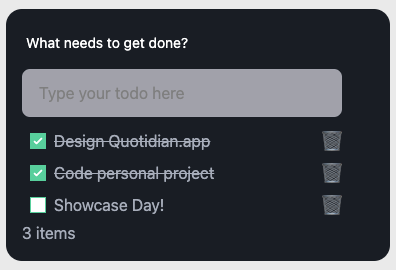 What needs to get done?
Type your todo here
Design Quotidian.app
Code personal project
Showcase Day!
3 items